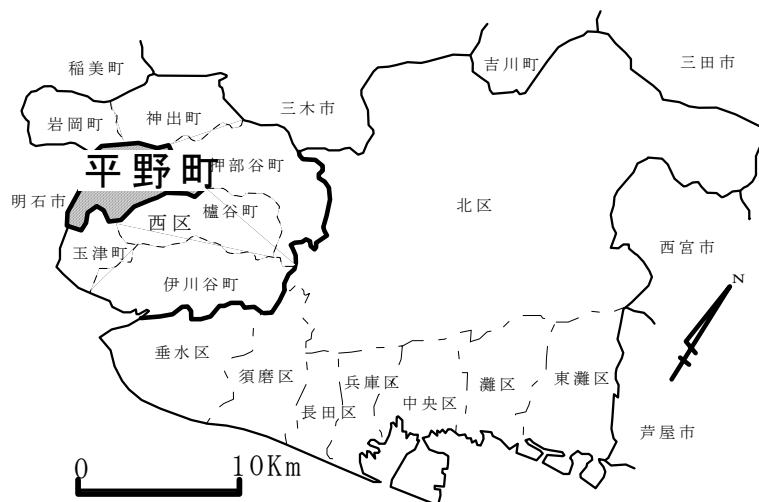 稲美町
吉川町
三田市
三木市
神出町
岩岡町
平野町
押部谷町
明石市
櫨谷町
北区
西区
玉津町
西宮市
伊川谷町
N
垂水区
須磨区
兵庫区
灘区
東灘区
長田区
中央区
芦屋市
0 10Km